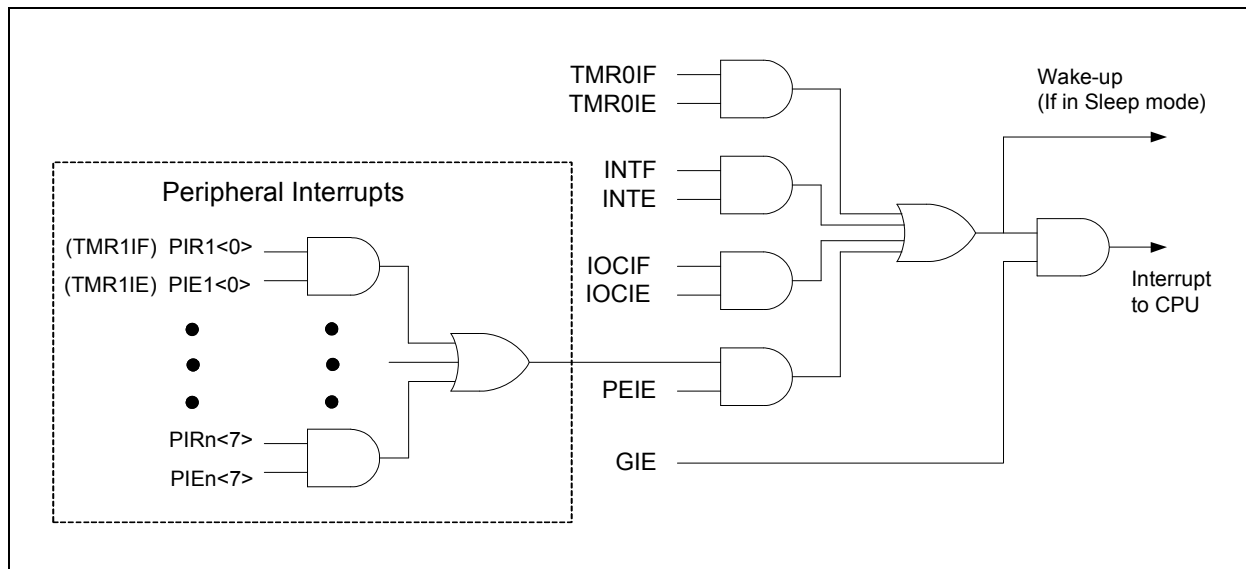 TMR0IF
TMR0IE
Wake-up
(If in Sleep mode)
INTF
INTE
Peripheral Interrupts
(TMR1IF) PIR1<0>
(TMR1IE) PIE1<0>
IOCIF
IOCIE
Interrupt
to CPU
PEIE
PIRn<7>
PIEn<7>
GIE